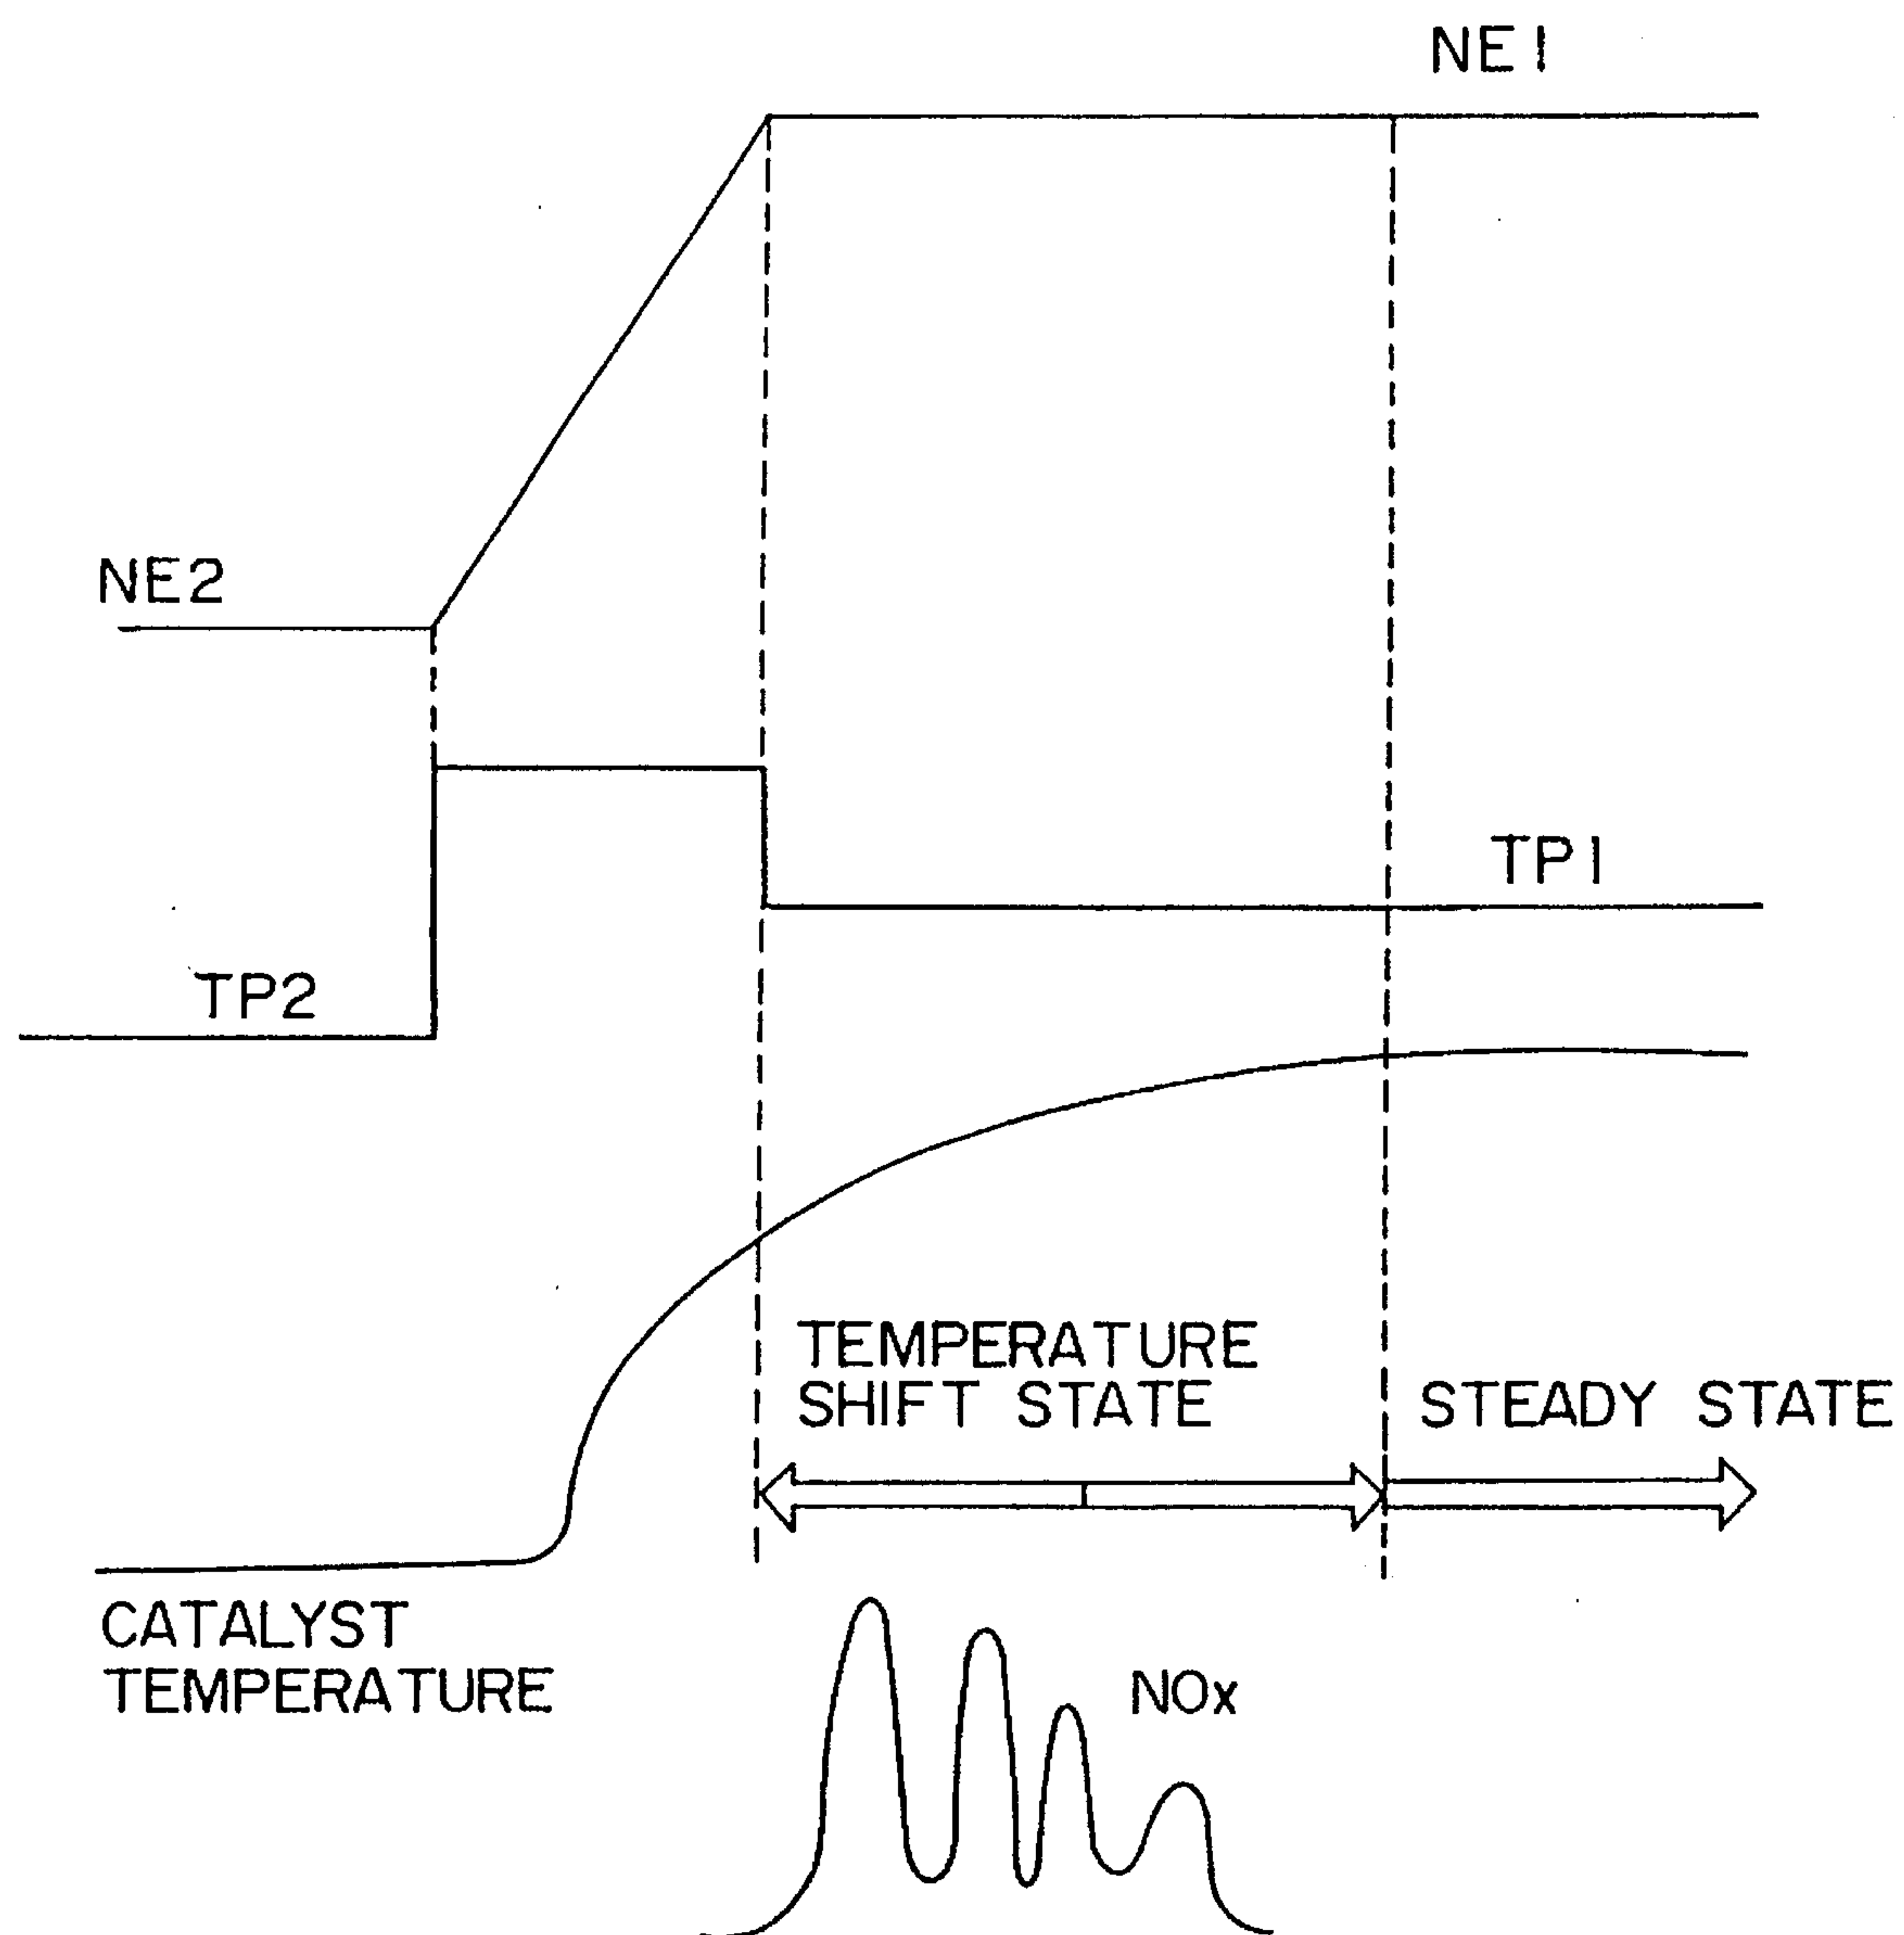 NE1
NE2
TP1
TP2
TEMPERATURE
SHIFT STATE
STEADY STATE
CATALYST
TEMPERATURE
NOx